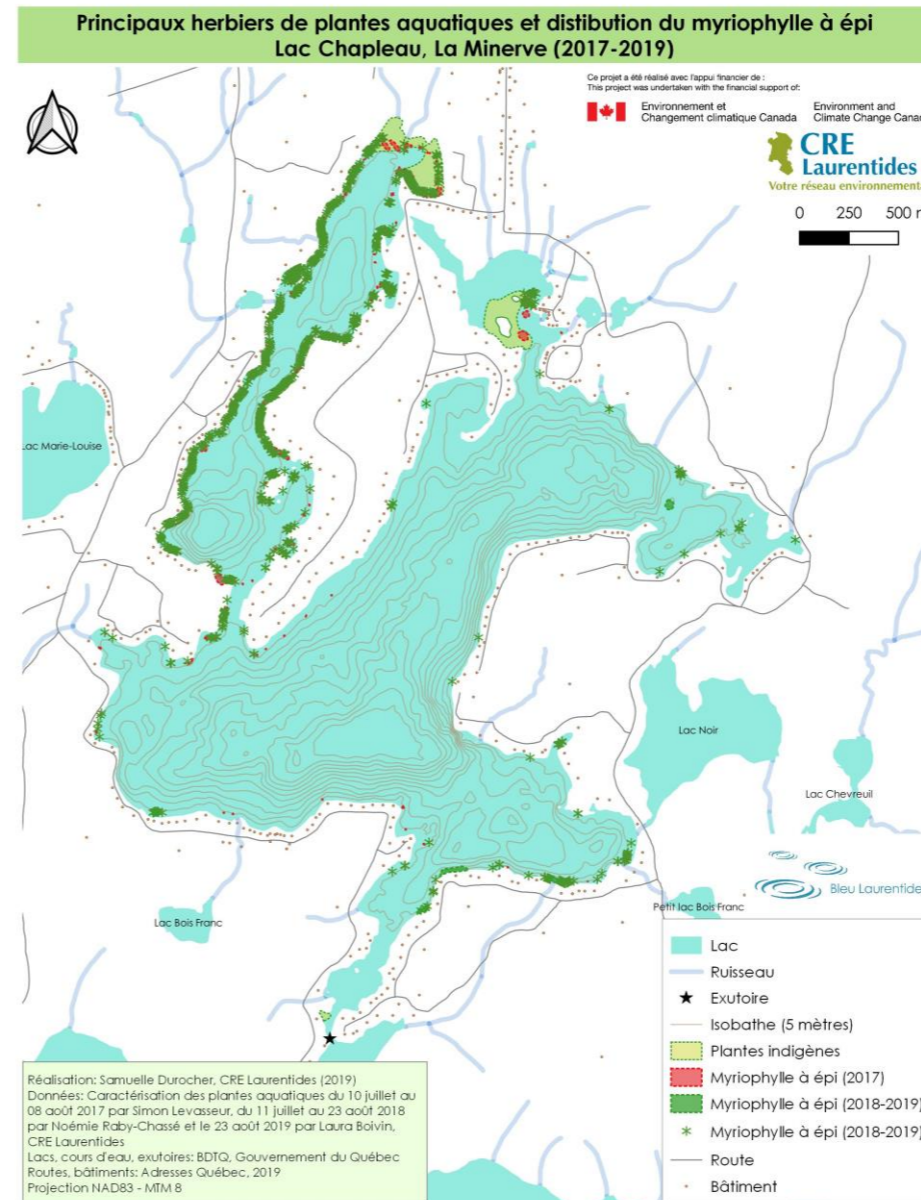 Principaux herbiers de plantes aquatiques et distibution du myriophylle à épi
Lac Chapleau, La Minerve (2017-2019)
Ce projet a été réalisé avec l'appui financier de :
This project was undertaken with the financial support of:
Environnement et
Changement climatique Canada
Environment and
Climate Change Canad
CRE
Laurentides
Votre réseau environnementa
0 250 500 m
Lac Marie-Louise
Lac Noir
Lac Chevreuil
Bleu Laurentide
Lac Bois Franc
Petit lac Bois Franc
Lac
Ruisseau
Exutoire
Isobathe (5 mètres)
Plantes indigènes
Myriophylle à épi (2017)
Myriophylle à épi (2018-2019)
Myriophylle à épi (2018-2019)
Route
Bâtiment
Réalisation: Samuelle Durocher, CRE Laurentides (2019)
Données: Caractérisation des plantes aquatiques du 10 juillet au
08 août 2017 par Simon Levasseur, du 11 juillet au 23 août 2018
par Noémie Raby-Chassé et le 23 août 2019 par Laura Boivin,
CRE Laurentides
Lacs, cours d'eau, exutoires: BDTQ, Gouvernement du Québec
Routes, bâtiments: Adresses Québec, 2019
Projection NAD83 - MTM 8